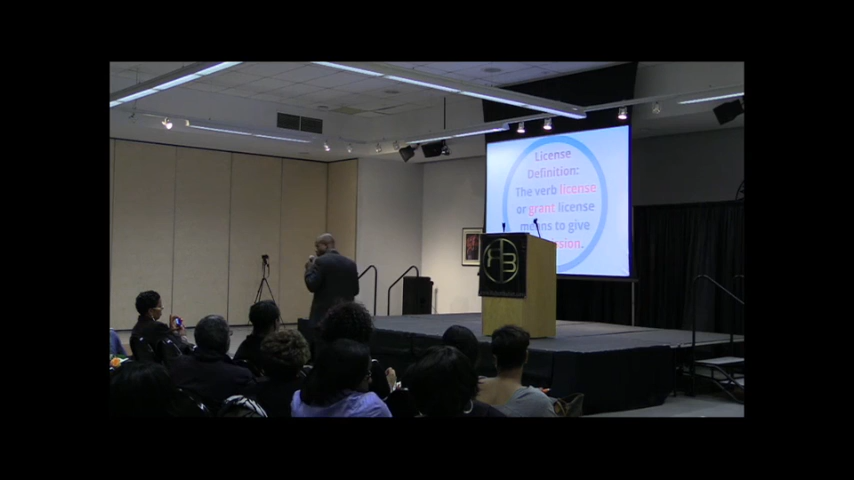 License
Definition:
The verb license
or grant license
means to give